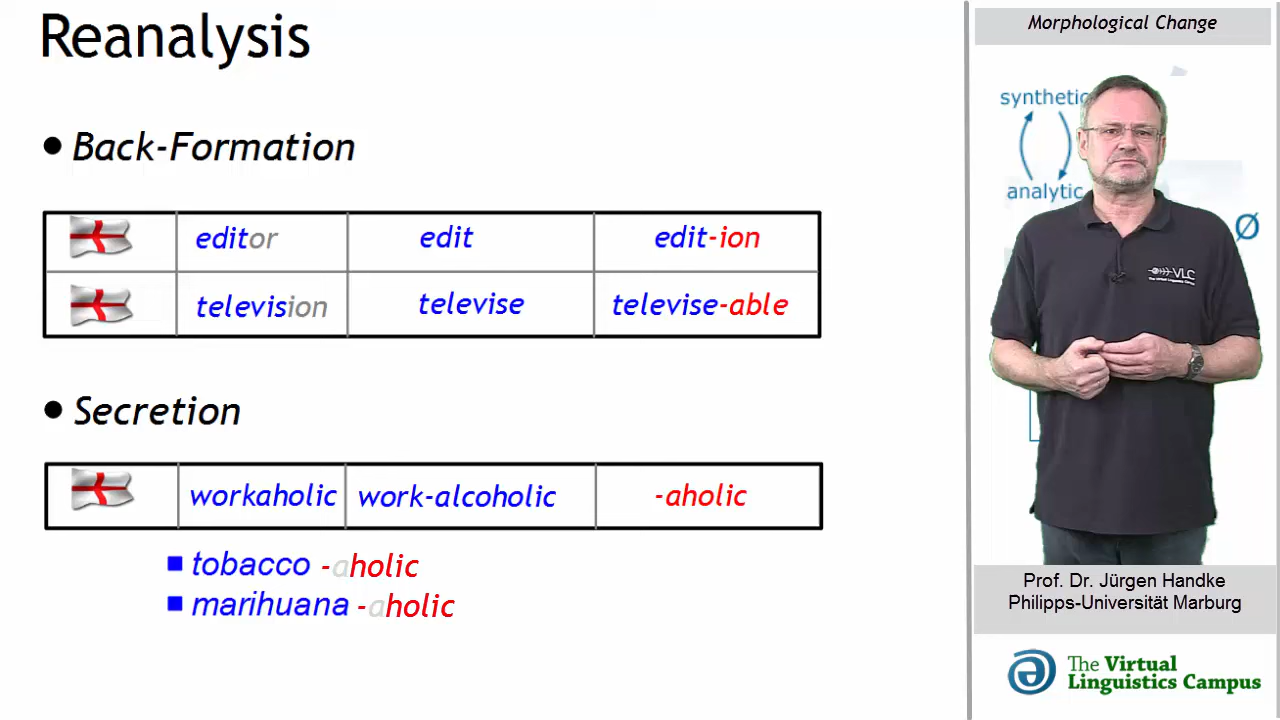 Reanalysis
• Back-Formation
editor edit edit-ion
television televise televise-able
• Secretion
workaholic work-alcoholic -aholic
■ tobacco -aholic
■ marihuana -aholic
Morphological Change
synthetic
analytic
Ø
VLC
Prof. Dr. Jürgen Handke
Philipps-Universität Marburg
The Virtual
Linguistics Campus